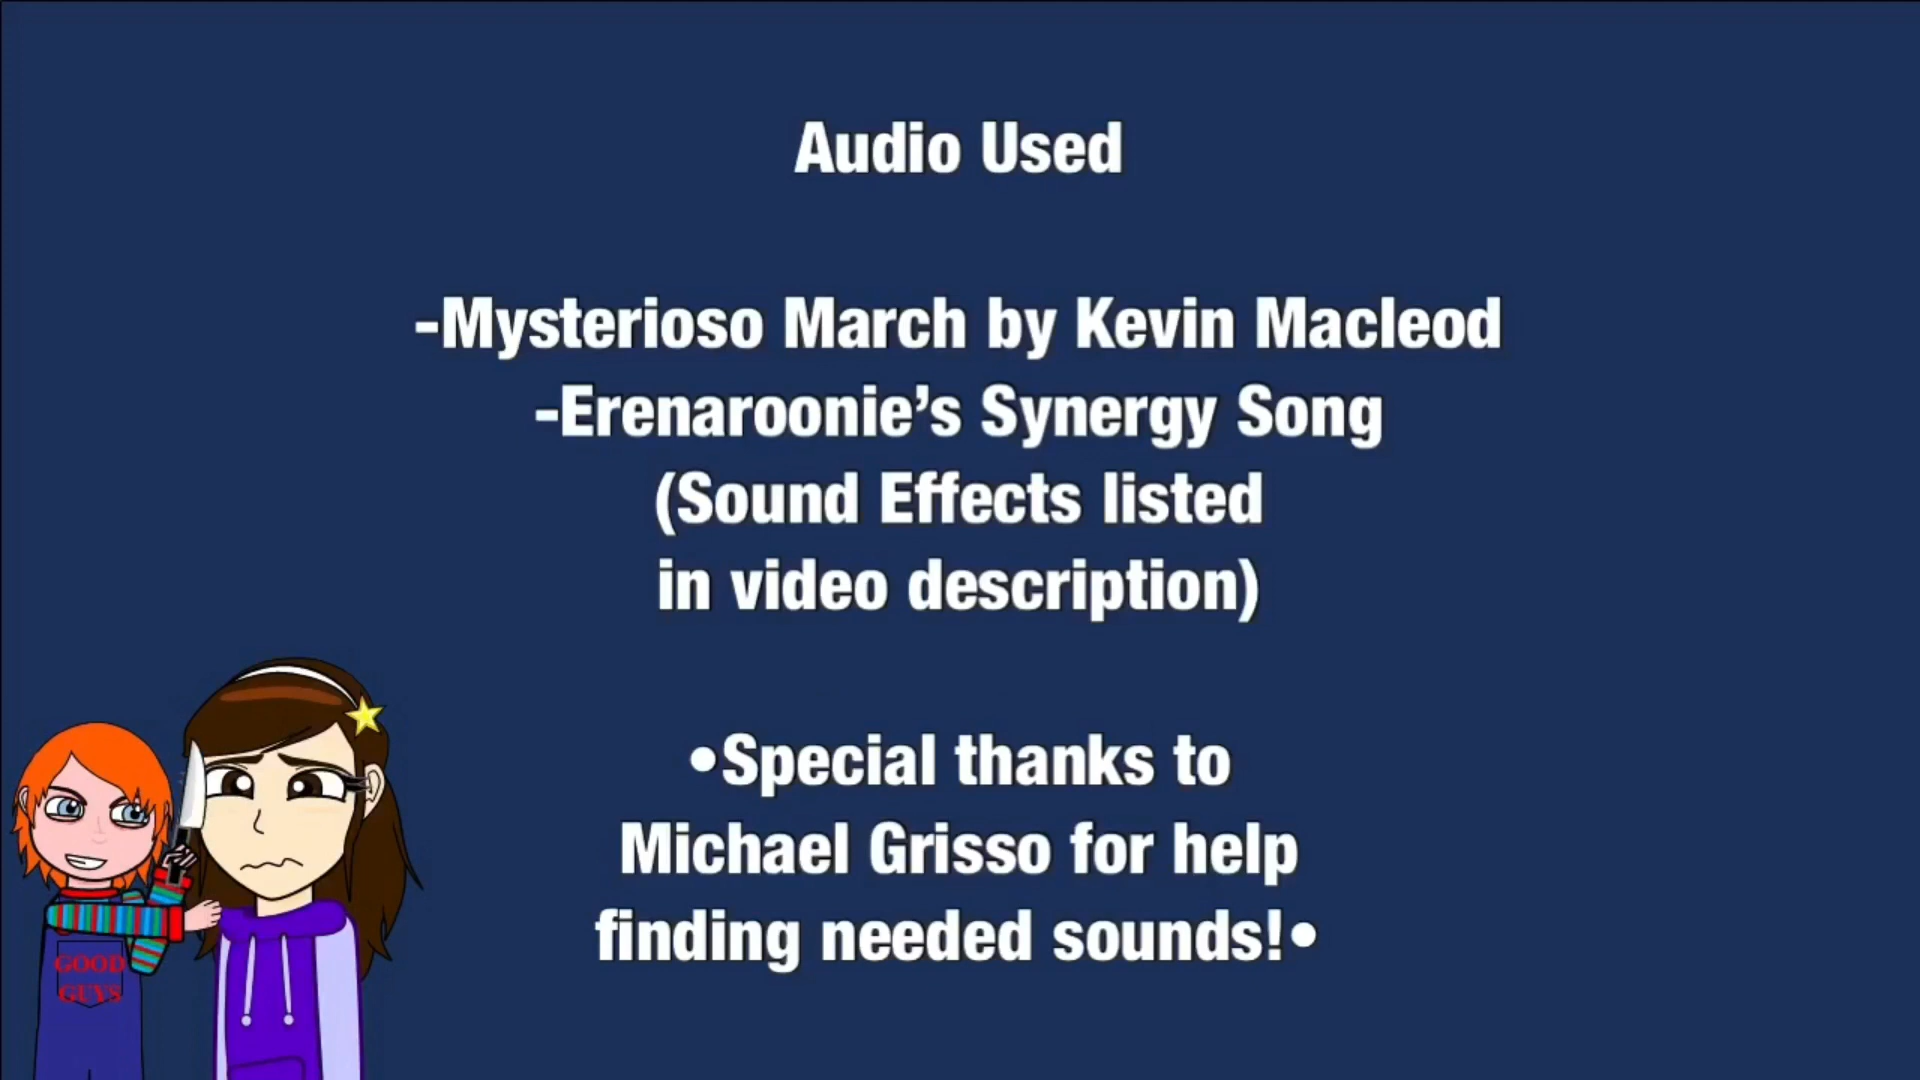 Audio Used
-Mysterioso March by Kevin Macleod
-Erenaroonie’s Synergy Song
(Sound Effects listed
in video description)
•Special thanks to
Michael Grisso for help
finding needed sounds!•
GOOD
GUYS